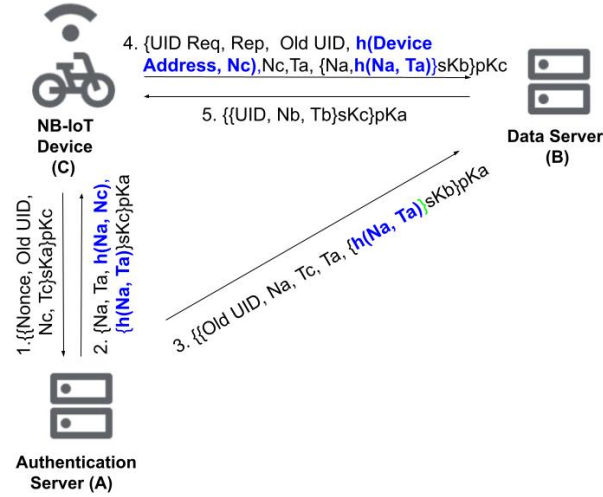 4. {UID Req, Rep, Old UID, h(Device
Address, Nc),Nc,Ta, {Na,h(Na, Ta)}sKb}pKc
5. {{UID, Nb, Tb}sKc}pKa
NB-IoT
Device
(C)
Data Server
(B)
1.{{Nonce, Old UID,
Nc, Tc}sKa}pKc
2. {Na, Ta, h(Na, Nc),
{h(Na, Ta)}sKc}pKa
3. {{Old UID, Na, Tc, Ta, {h(Na, Ta)}sKb}pKa
Authentication
Server (A)